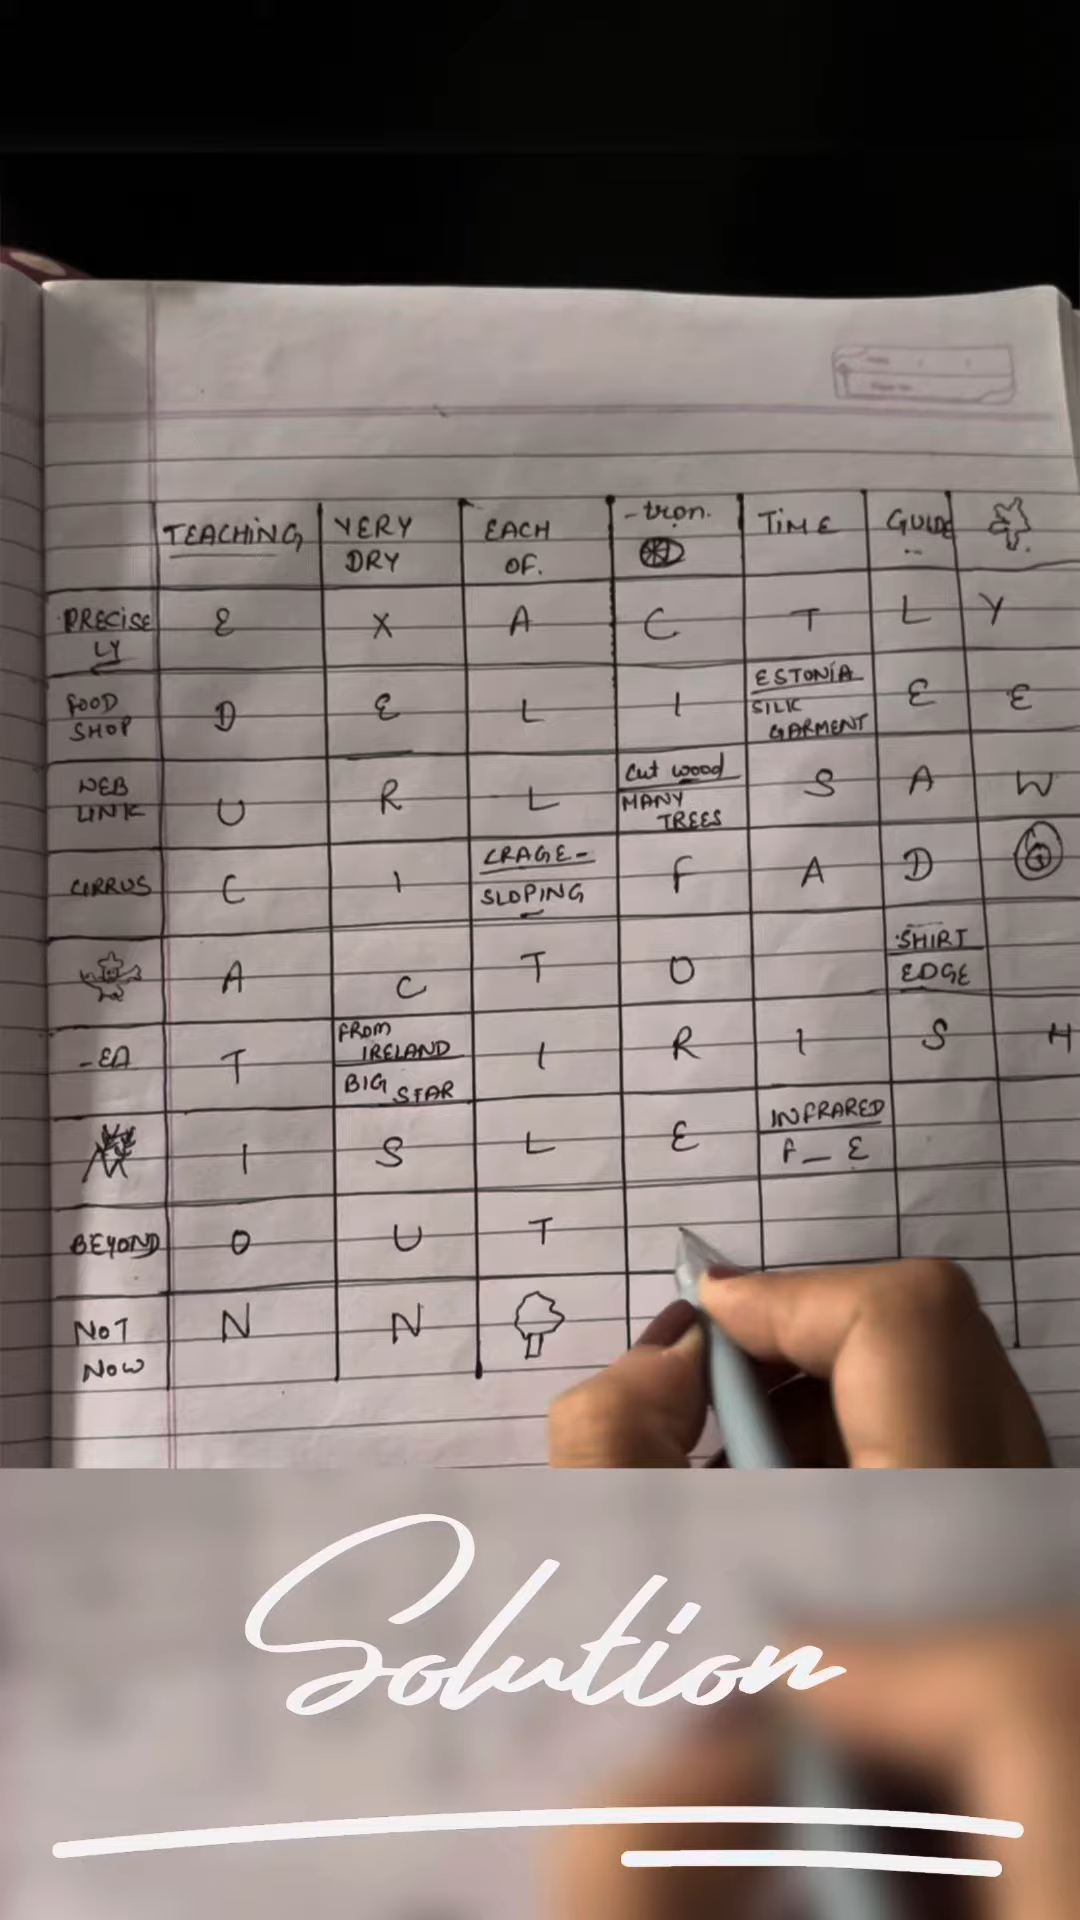 TEACHING VERY DRY EACH OF. -tron. TIME GUIDE
PRECISE LY E X A C T L Y
FOOD SHOP D E L I ESTONIA SILK GARMENT E E
WEB LINK U R L cut wood MANY TREES S A W
CIRRUS C I CRAGE- SLOPING F A D
A C T O SHIRT EDGE
-EA T FROM IRELAND BIG STAR I R I S H
I S L E INFRARED F_E
BEYOND O U T
NOT NOW N N
Solution